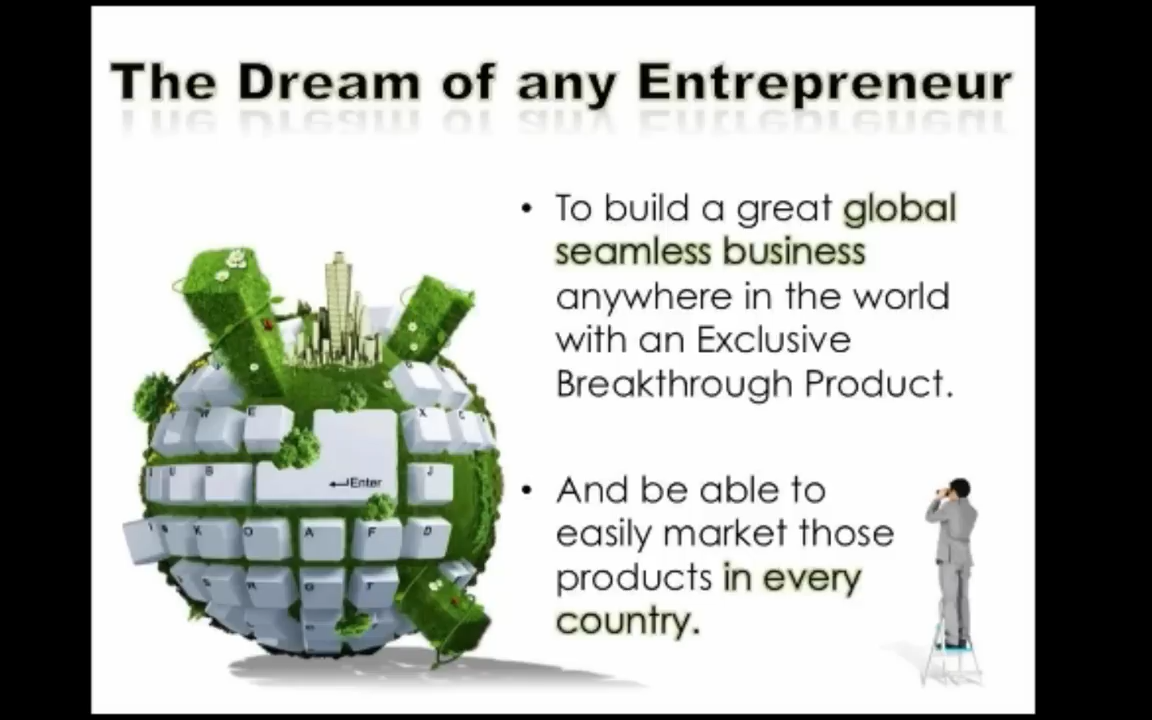 The Dream of any Entrepreneur
• To build a great global
seamless business
anywhere in the world
with an Exclusive
Breakthrough Product.
• And be able to
easily market those
products in every
country.
E
X
C
U
B
J
Enter
K
O
A
F
D
S
R
G
T